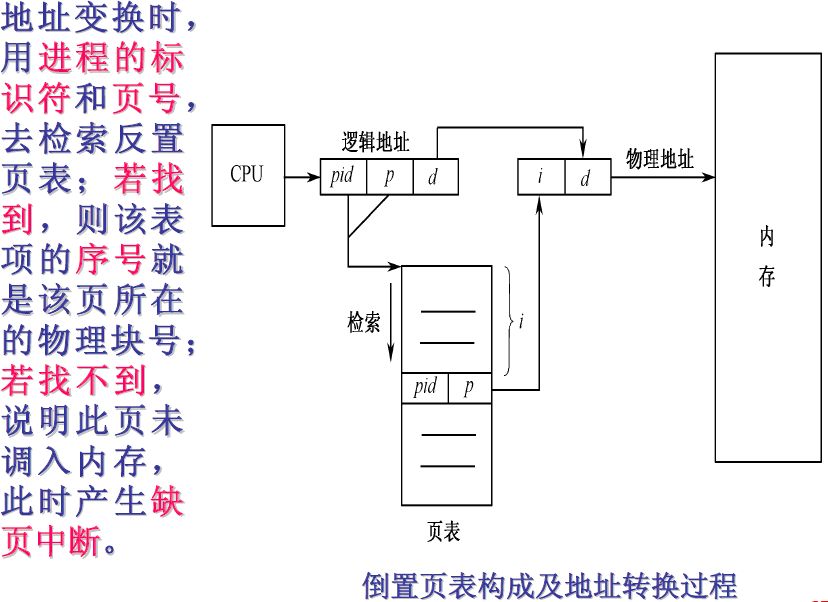 地址变换时，
用进程的标
识符和页号，
去检索反置
页表；若找
到，则该表
项的序号就
是该页所在
的物理块号；
若找不到，
说明此页未
调入内存，
此时产生缺
页中断。
逻辑地址
CPU
pid p d
i d
物理地址
内
存
检索
i
pid p
页表
倒置页表构成及地址转换过程